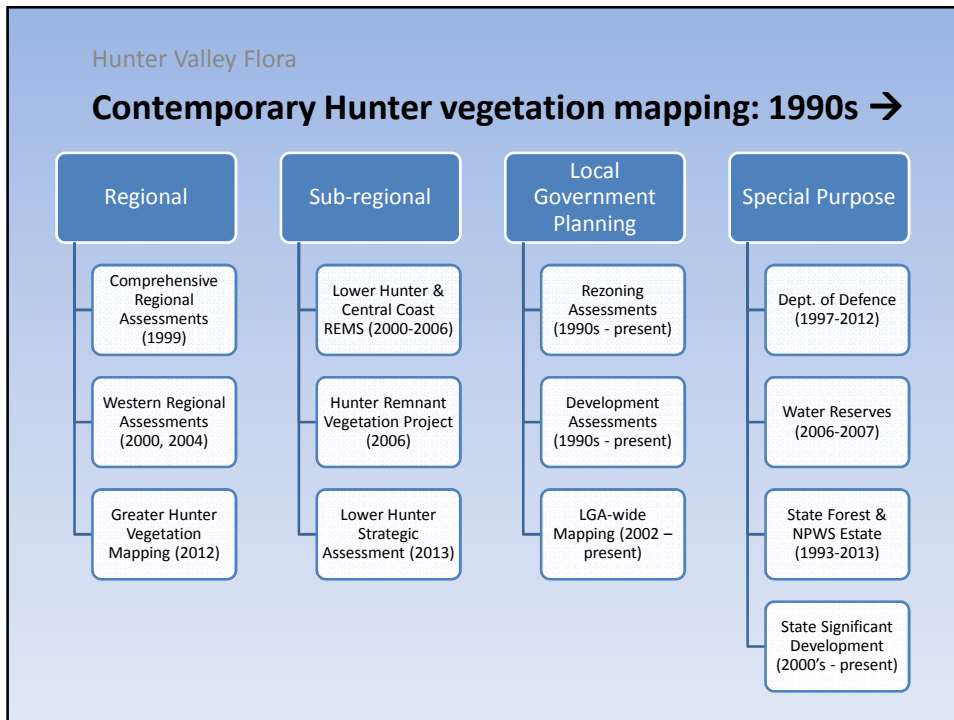 Hunter Valley Flora
Contemporary Hunter vegetation mapping: 1990s →
Regional
Comprehensive
Regional
Assessments
(1999)
Western Regional
Assessments
(2000, 2004)
Greater Hunter
Vegetation
Mapping (2012)
Sub-regional
Lower Hunter &
Central Coast
REMS (2000-2006)
Hunter Remnant
Vegetation Project
(2006)
Lower Hunter
Strategic
Assessment (2013)
Local
Government
Planning
Rezoning
Assessments
(1990s - present)
Development
Assessments
(1990s - present)
LGA-wide
Mapping (2002 –
present)
Special Purpose
Dept. of Defence
(1997-2012)
Water Reserves
(2006-2007)
State Forest &
NPWS Estate
(1993-2013)
State Significant
Development
(2000's - present)